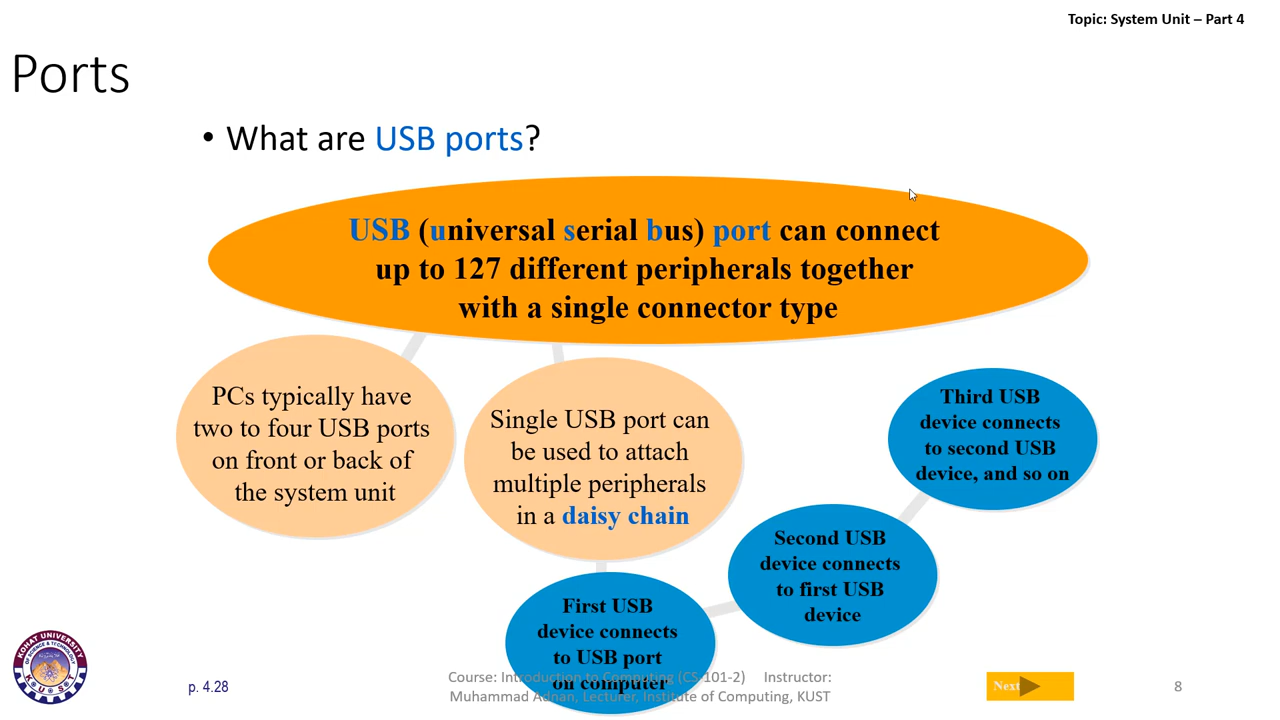 Topic: System Unit – Part 4
Ports
• What are USB ports?
USB (universal serial bus) port can connect
up to 127 different peripherals together
with a single connector type
PCs typically have
two to four USB ports
on front or back of
the system unit
Single USB port can
be used to attach
multiple peripherals
in a daisy chain
First USB
device connects
to USB port
on computer
Second USB
device connects
to first USB
device
Third USB
device connects
to second USB
device, and so on
KOHAT UNIVERSITY
OF SCIENCE & TECHNOLOGY
K U S T
p. 4.28
Course: Introduction to Computing (CS-101-2) Instructor:
Muhammad Adnan, Lecturer, Institute of Computing, KUST
Next
8